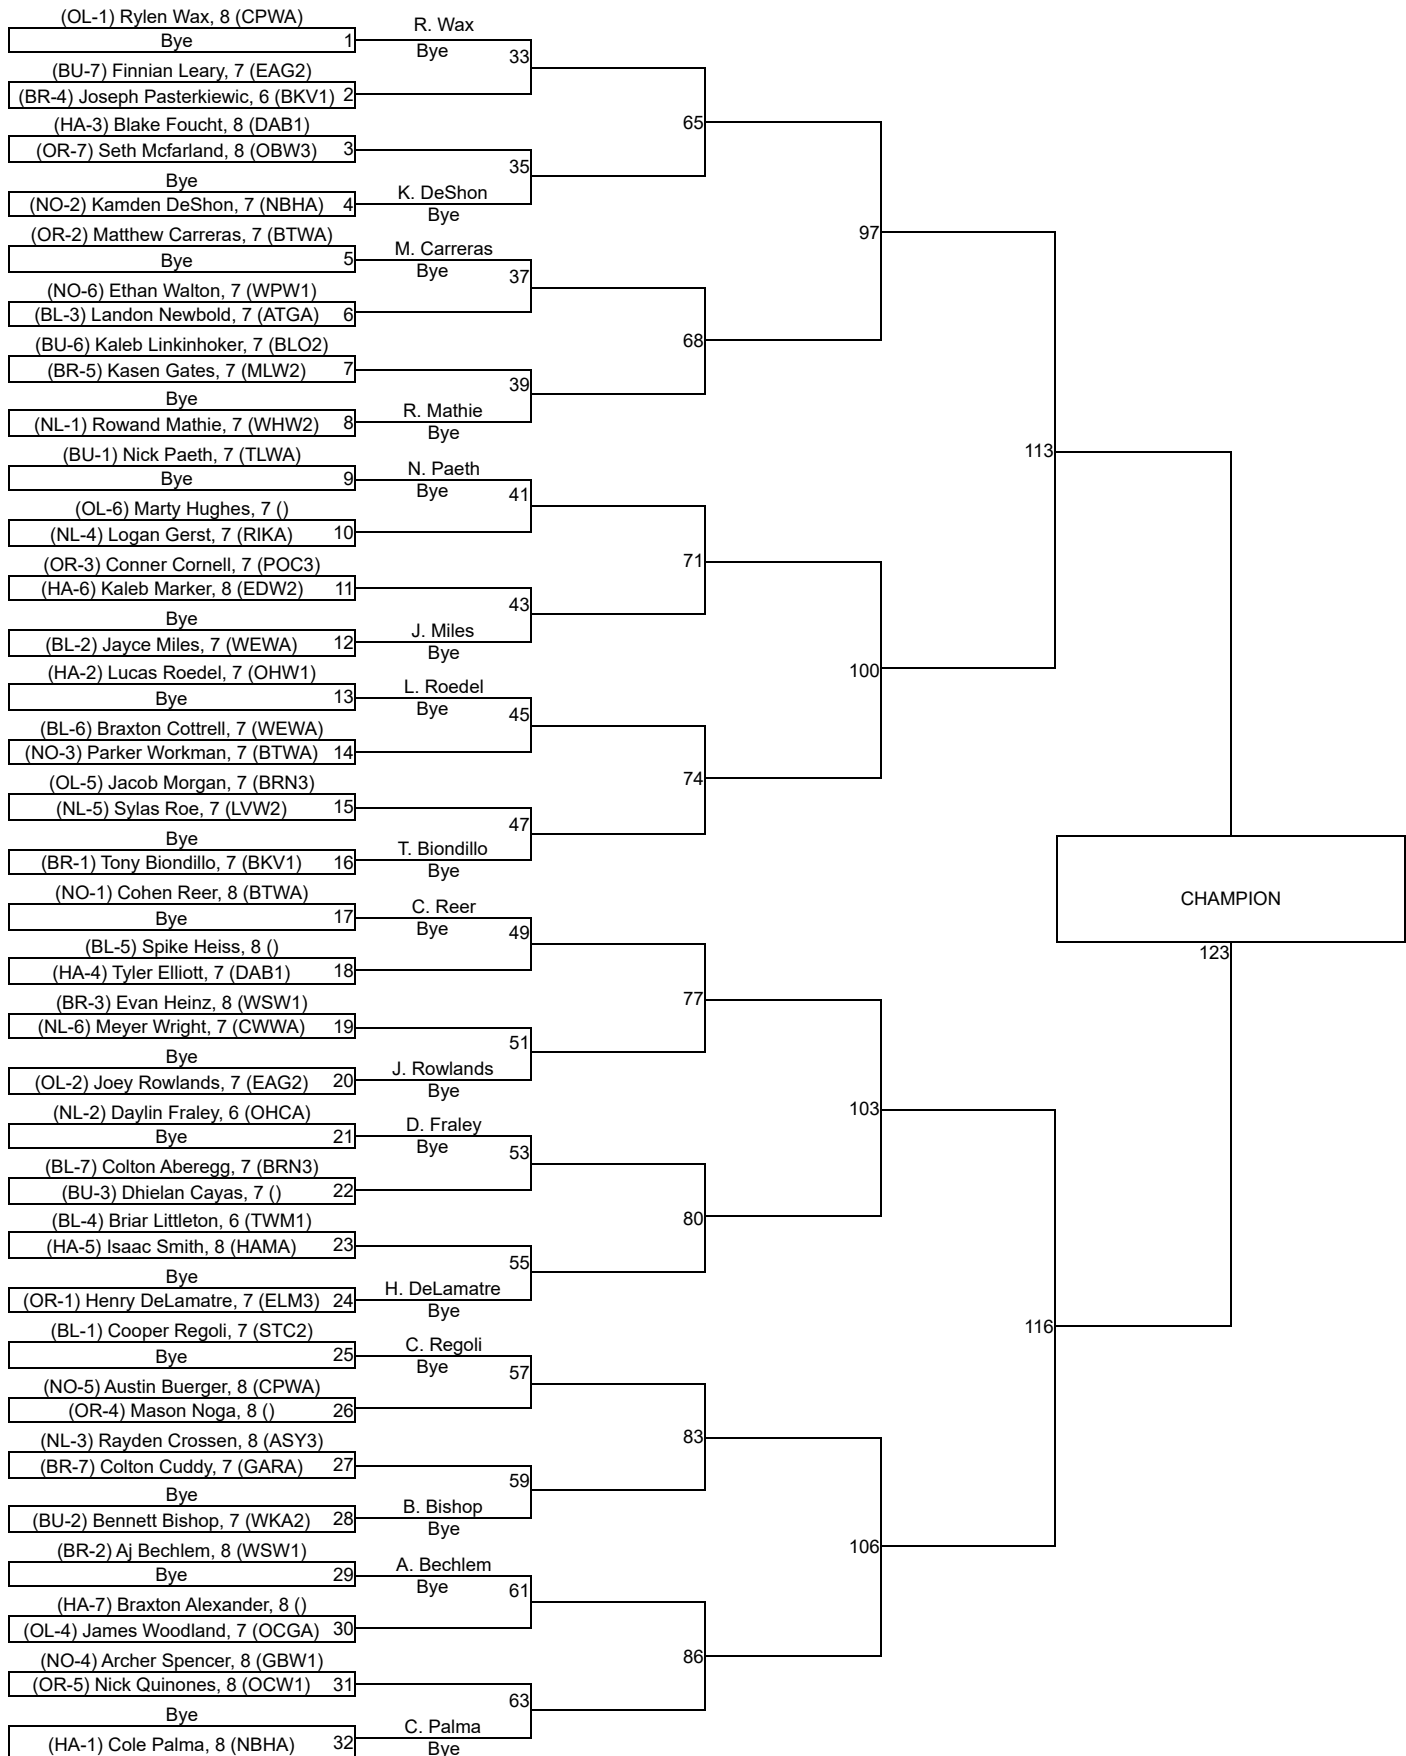 (OL-1) Rylen Wax, 8 (CPWA)
Bye 1
(BU-7) Finnian Leary, 7 (EAG2)
(BR-4) Joseph Pasterkiewic, 6 (BKV1) 2
(HA-3) Blake Foucht, 8 (DAB1)
(OR-7) Seth Mcfarland, 8 (OBW3) 3
Bye
(NO-2) Kamden DeShon, 7 (NBHA) 4
(OR-2) Matthew Carreras, 7 (BTWA)
Bye 5
(NO-6) Ethan Walton, 7 (WPW1)
(BL-3) Landon Newbold, 7 (ATGA) 6
(BU-6) Kaleb Linkinhoker, 7 (BLO2)
(BR-5) Kasen Gates, 7 (MLW2) 7
Bye
(NL-1) Rowand Mathie, 7 (WHW2) 8
(BU-1) Nick Paeth, 7 (TLWA)
Bye 9
(OL-6) Marty Hughes, 7 ()
(NL-4) Logan Gerst, 7 (RIKA) 10
(OR-3) Conner Cornell, 7 (POC3)
(HA-6) Kaleb Marker, 8 (EDW2) 11
Bye
(BL-2) Jayce Miles, 7 (WEWA) 12
(HA-2) Lucas Roedel, 7 (OHW1)
Bye 13
(BL-6) Braxton Cottrell, 7 (WEWA)
(NO-3) Parker Workman, 7 (BTWA) 14
(OL-5) Jacob Morgan, 7 (BRN3)
(NL-5) Sylas Roe, 7 (LVW2) 15
Bye
(BR-1) Tony Biondillo, 7 (BKV1) 16
(NO-1) Cohen Reer, 8 (BTWA)
Bye 17
(BL-5) Spike Heiss, 8 ()
(HA-4) Tyler Elliott, 7 (DAB1) 18
(BR-3) Evan Heinz, 8 (WSW1)
(NL-6) Meyer Wright, 7 (CWWA) 19
Bye
(OL-2) Joey Rowlands, 7 (EAG2) 20
(NL-2) Daylin Fraley, 6 (OHCA)
Bye 21
(BL-7) Colton Aberegg, 7 (BRN3)
(BU-3) Dhielan Cayas, 7 () 22
(BL-4) Briar Littleton, 6 (TWM1)
(HA-5) Isaac Smith, 8 (HAMA) 23
Bye
(OR-1) Henry DeLamatre, 7 (ELM3) 24
(BL-1) Cooper Regoli, 7 (STC2)
Bye 25
(NO-5) Austin Buerger, 8 (CPWA)
(OR-4) Mason Noga, 8 () 26
(NL-3) Rayden Crossen, 8 (ASY3)
(BR-7) Colton Cuddy, 7 (GARA) 27
Bye
(BU-2) Bennett Bishop, 7 (WKA2) 28
(BR-2) Aj Bechlem, 8 (WSW1)
Bye 29
(HA-7) Braxton Alexander, 8 ()
(OL-4) James Woodland, 7 (OCGA) 30
(NO-4) Archer Spencer, 8 (GBW1)
(OR-5) Nick Quinones, 8 (OCW1) 31
Bye
(HA-1) Cole Palma, 8 (NBHA) 32
R. Wax
Bye 33
35
K. DeShon
Bye
M. Carreras
Bye 37
39
R. Mathie
Bye
N. Paeth
Bye 41
43
J. Miles
Bye
L. Roedel
Bye 45
47
T. Biondillo
Bye
C. Reer
Bye 49
51
J. Rowlands
Bye
D. Fraley
Bye 53
55
H. DeLamatre
Bye
C. Regoli
Bye 57
59
B. Bishop
Bye
A. Bechlem
Bye 61
63
C. Palma
Bye
65
68
71
74
77
80
83
86
97
100
103
106
113
116
CHAMPION
123